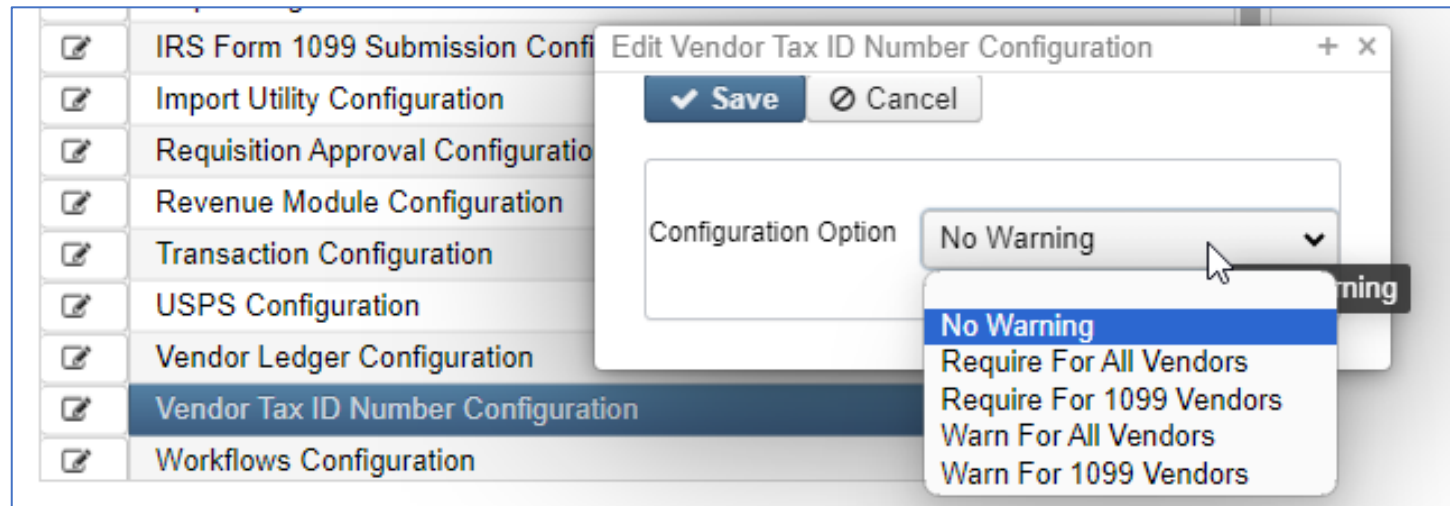 IRS Form 1099 Submission Confi
Import Utility Configuration
Requisition Approval Configuratio
Revenue Module Configuration
Transaction Configuration
USPS Configuration
Vendor Ledger Configuration
Vendor Tax ID Number Configuration
Workflows Configuration
Edit Vendor Tax ID Number Configuration
Save
Cancel
Configuration Option
No Warning
rning
No Warning
Require For All Vendors
Require For 1099 Vendors
Warn For All Vendors
Warn For 1099 Vendors